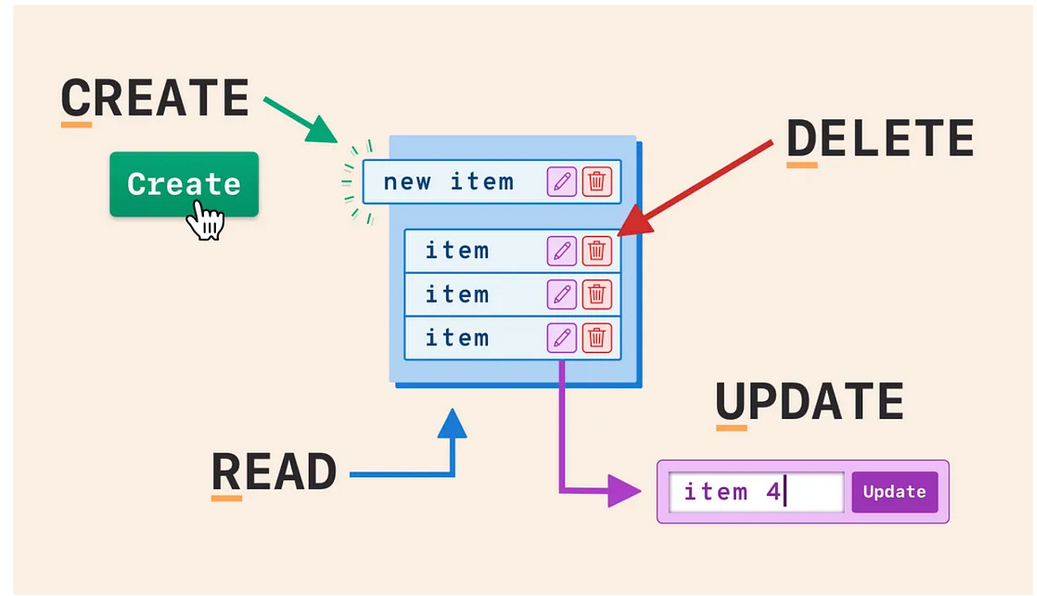 CREATE
Create
new item
item
item
item
DELETE
READ
UPDATE
item 4
Update